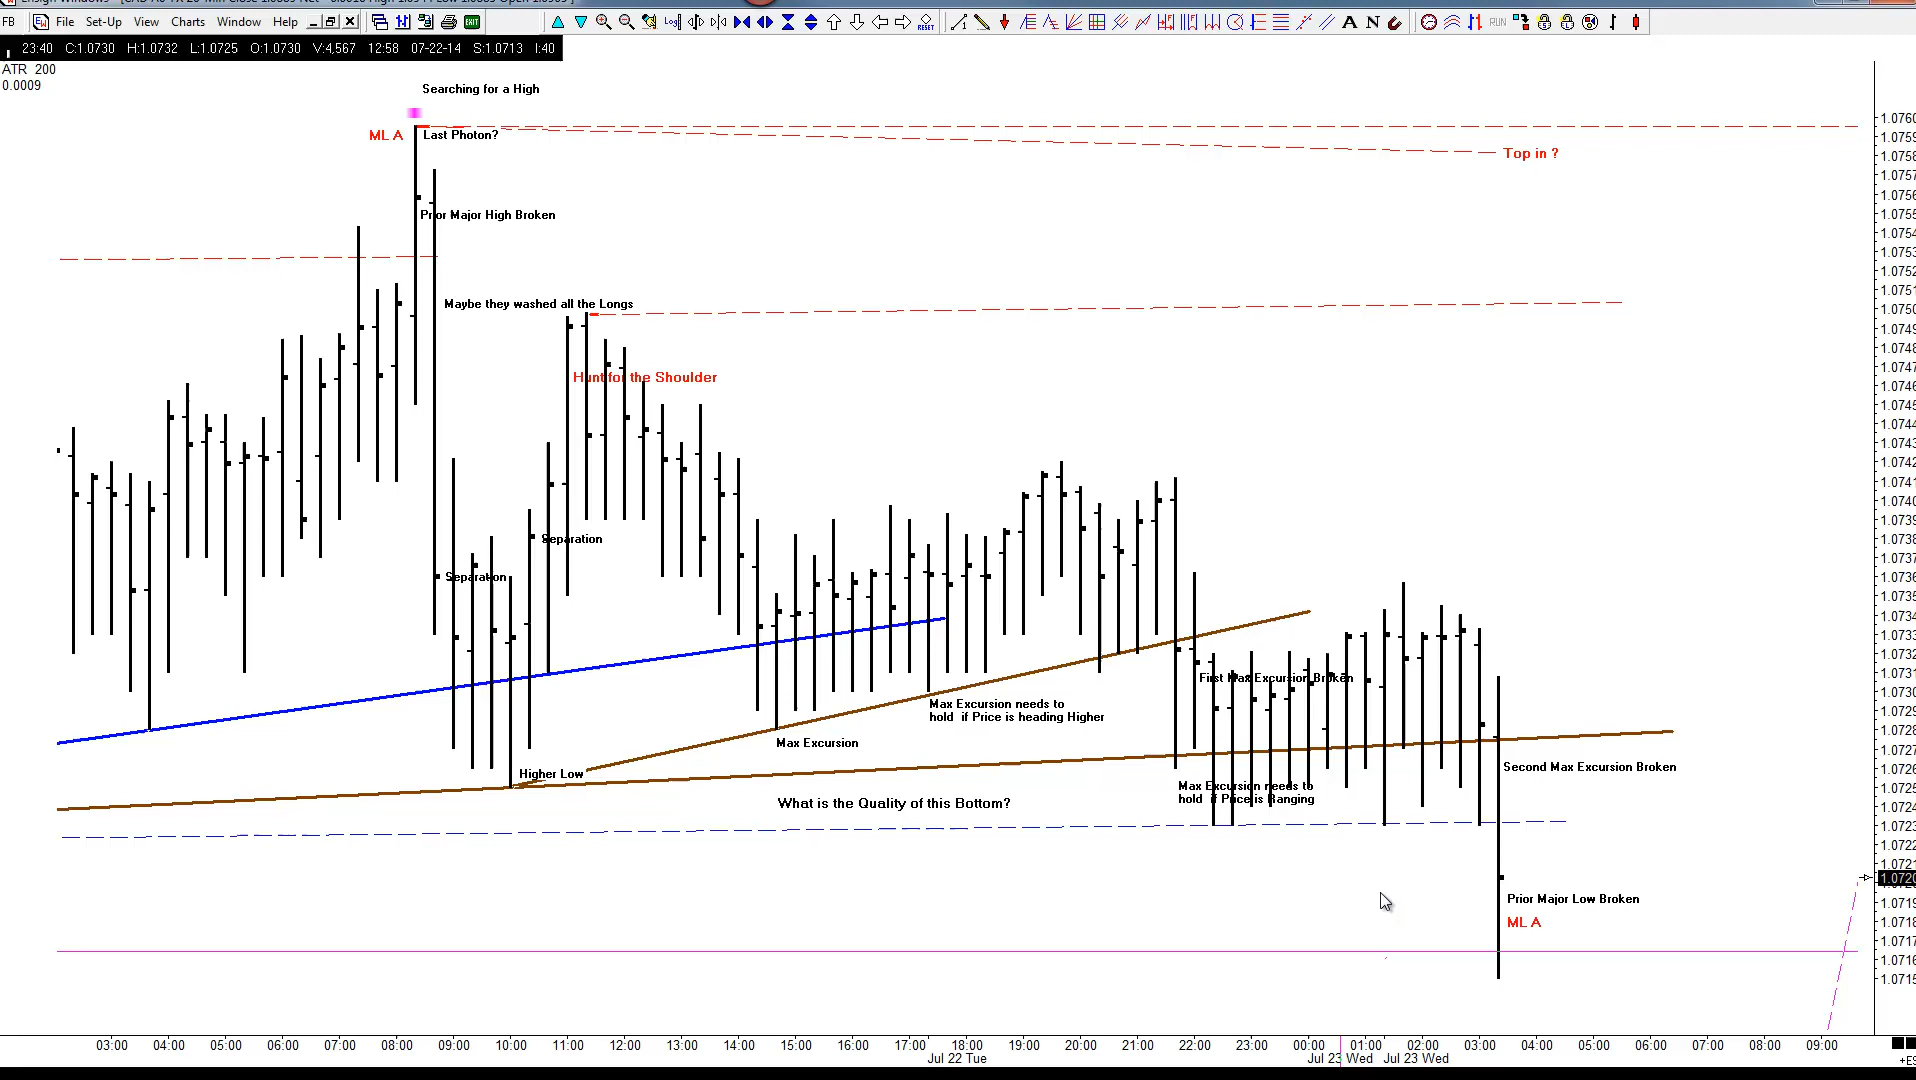 FB File Set-Up View Charts Window Help
RESET RUN EXIT Log A N
23:40 C:1.0730 H:1.0732 L:1.0725 O:1.0730 V:4,567 12:58 07-22-14 S:1.0713 I:40
ATR 200
0.0009
Searching for a High
ML A
Last Photon?
Top in ?
Prior Major High Broken
Maybe they washed all the Longs
Hunt for the Shoulder
Separation
Separation
First Max Excursion Broken
Max Excursion needs to
hold if Price is heading Higher
Max Excursion
Second Max Excursion Broken
Higher Low
Max Excursion needs to
hold if Price is Ranging
What is the Quality of this Bottom?
Prior Major Low Broken
ML A
1.0760
1.0759
1.0758
1.0757
1.0756
1.0755
1.0754
1.0753
1.0752
1.0751
1.0750
1.0749
1.0748
1.0747
1.0746
1.0745
1.0744
1.0743
1.0742
1.0741
1.0740
1.0739
1.0738
1.0737
1.0736
1.0735
1.0734
1.0733
1.0732
1.0731
1.0730
1.0729
1.0728
1.0727
1.0726
1.0725
1.0724
1.0723
1.0722
1.0721
1.0720
1.0719
1.0718
1.0717
1.0716
1.0715
03:00 04:00 05:00 06:00 07:00 08:00 09:00 10:00 11:00 12:00 13:00 14:00 15:00 16:00 17:00 18:00 19:00 20:00 21:00 22:00 23:00 00:00 01:00 02:00 03:00 04:00 05:00 06:00 07:00 08:00 09:00
Jul 22 Tue Jul 23 Wed Jul 23 Wed
+ES